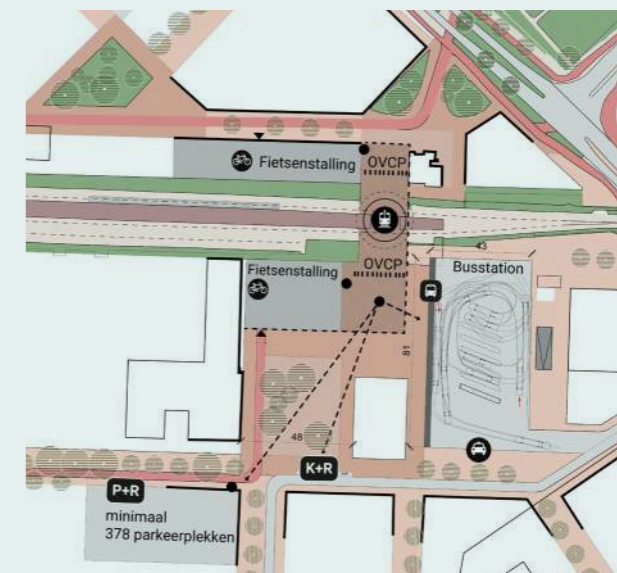 Fietsenstalling
OVCP
Fietsenstalling
OVCP
43
Busstation
81
48
K+R
P+R
minimaal
378 parkeerplekken